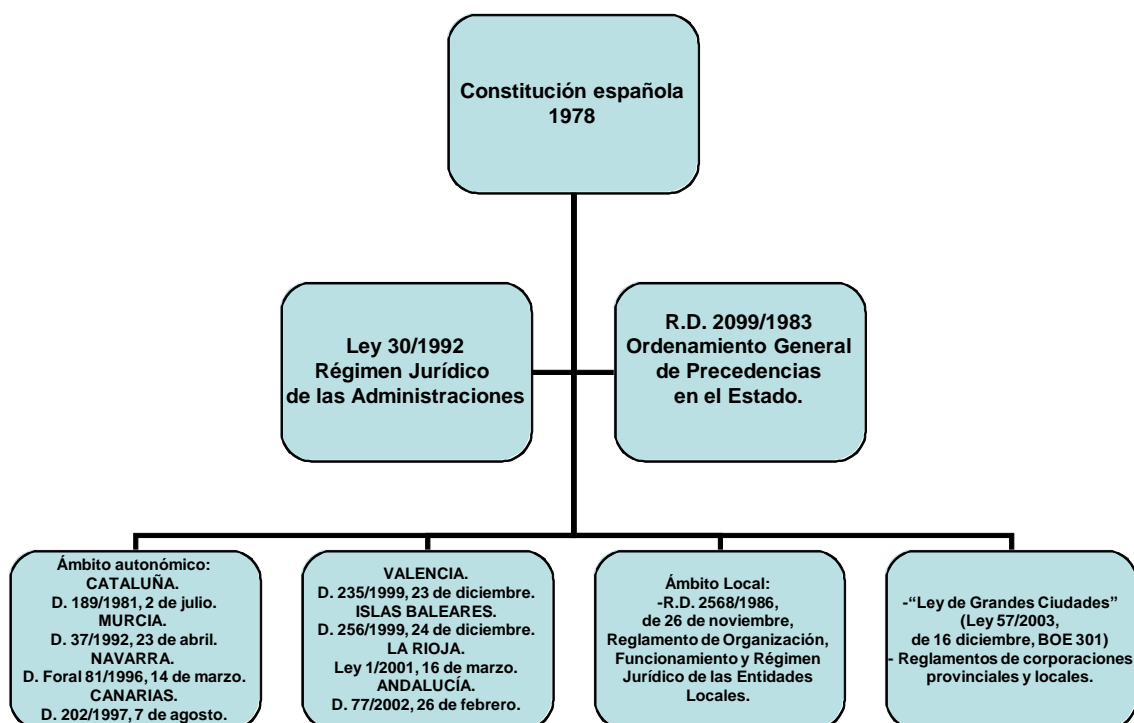 Constitución española
1978
Ley 30/1992
Régimen Jurídico
de las Administraciones
R.D. 2099/1983
Ordenamiento General
de Precedencias
en el Estado.
Ámbito autonómico:
CATALUÑA.
D. 189/1981, 2 de julio.
MURCIA.
D. 37/1992, 23 de abril.
NAVARRA.
D. Foral 81/1996, 14 de marzo.
CANARIAS.
D. 202/1997, 7 de agosto.
VALENCIA.
D. 235/1999, 23 de diciembre.
ISLAS BALEARES.
D. 256/1999, 24 de diciembre.
LA RIOJA.
Ley 1/2001, 16 de marzo.
ANDALUCÍA.
D. 77/2002, 26 de febrero.
Ámbito Local:
-R.D. 2568/1986,
de 26 de noviembre,
Reglamento de Organización,
Funcionamiento y Régimen
Jurídico de las Entidades
Locales.
-“Ley de Grandes Ciudades”
(Ley 57/2003,
de 16 diciembre, BOE 301)
- Reglamentos de corporaciones
provinciales y locales.